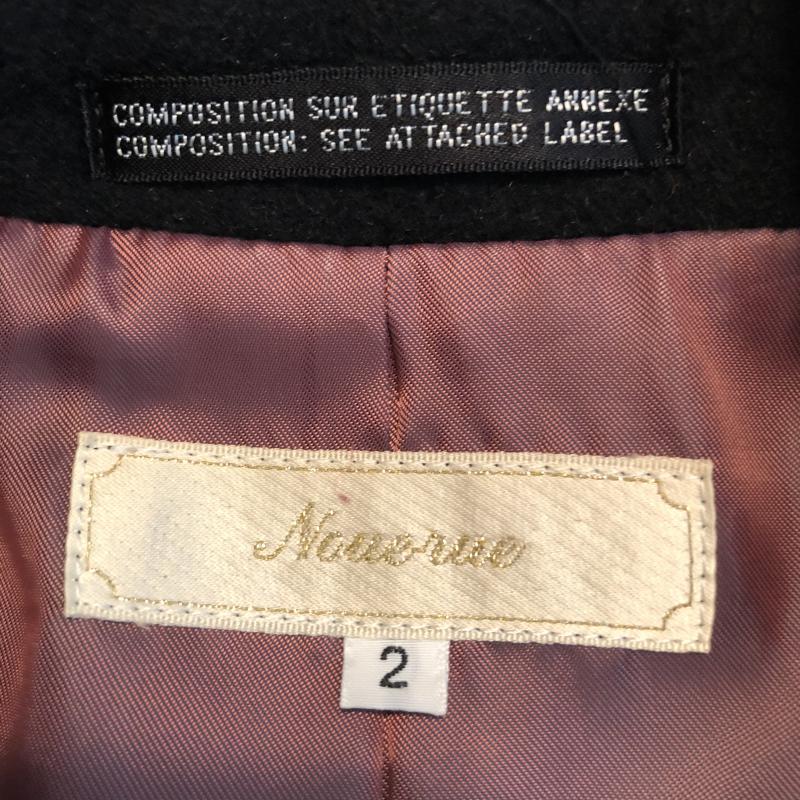 COMPOSITION SUR ETIQUETTE ANNEXE
COMPOSITION: SEE ATTACHED LABEL
Noue-rue
2